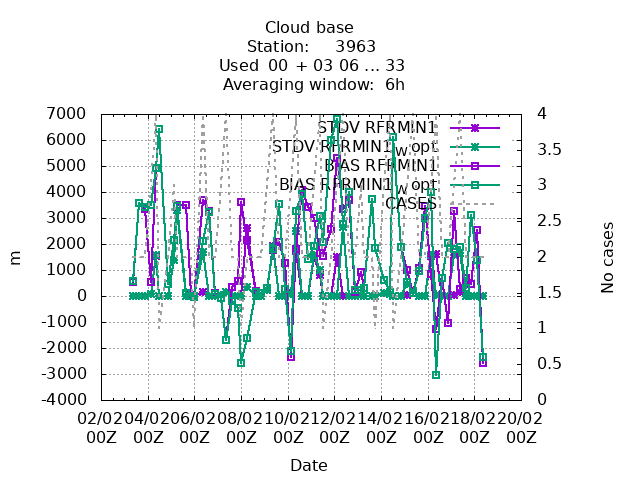 Cloud base
Station: 3963
Used 00 + 03 06 ... 33
Averaging window: 6h
7000
6000
5000
4000
3000
2000
1000
0
-1000
-2000
-3000
-4000
m
4
3.5
3
2.5
2
1.5
1
0.5
0
No cases
STDV RFRMIN1
STDV RFRMIN1_w_opt
BIAS RFRMIN1
BIAS RFRMIN1_w_opt
CASES
02/02 04/02 06/02 08/02 10/02 12/02 14/02 16/02 18/02 20/02
00Z 00Z 00Z 00Z 00Z 00Z 00Z 00Z 00Z 00Z
Date